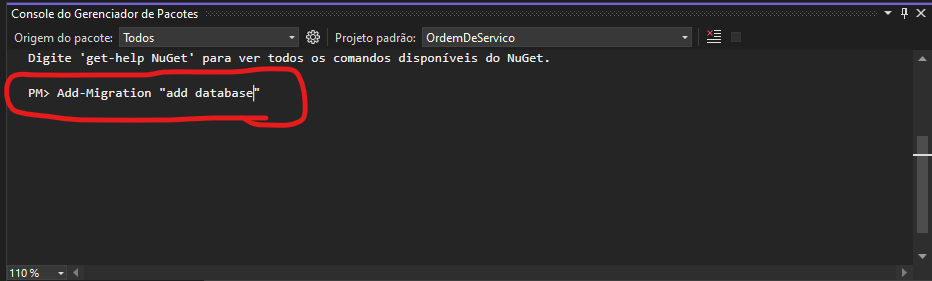 Console do Gerenciador de Pacotes
Origem do pacote: Todos Projeto padrão: OrdemDeServico
Digite 'get-help NuGet' para ver todos os comandos disponíveis do NuGet.
PM> Add-Migration "add database"
110 %